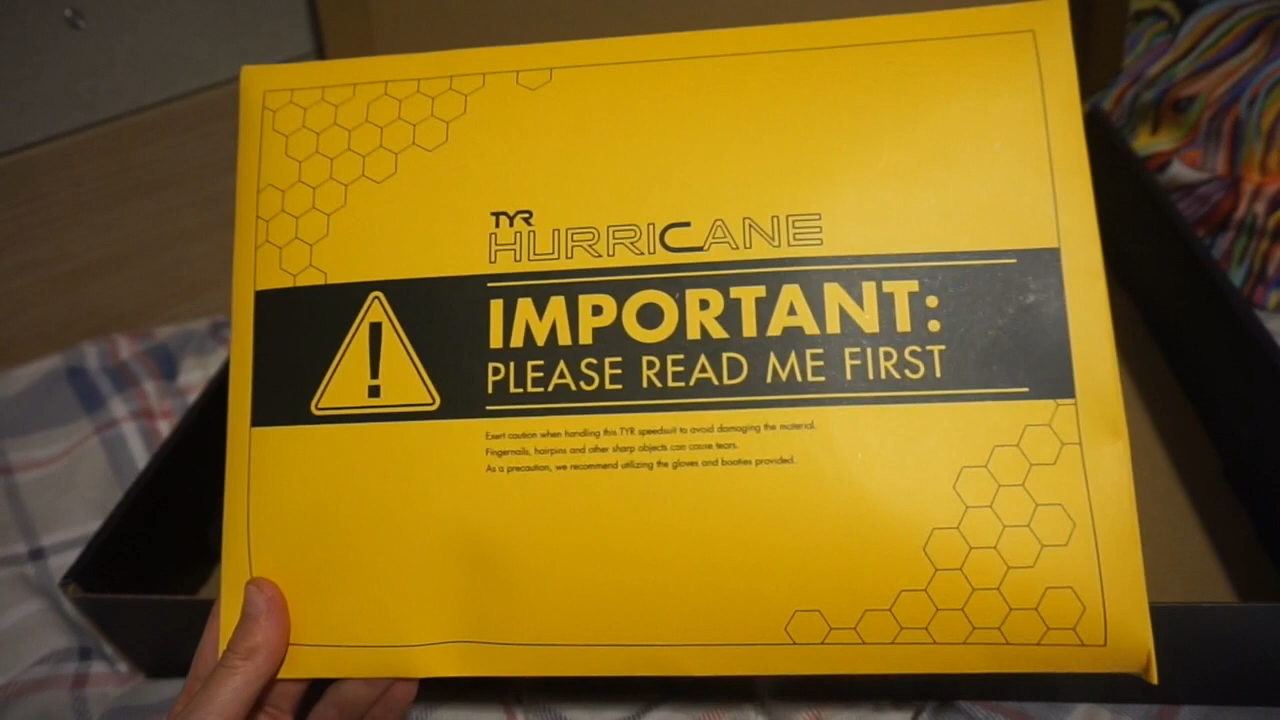 TYR
HURRICANE
IMPORTANT:
PLEASE READ ME FIRST
Exert caution when handling this TYR speedsuit to avoid damaging the material.
Fingernails, hairpins and other sharp objects can cause tears.
As a precaution, we recommend utilizing the gloves and booties provided.